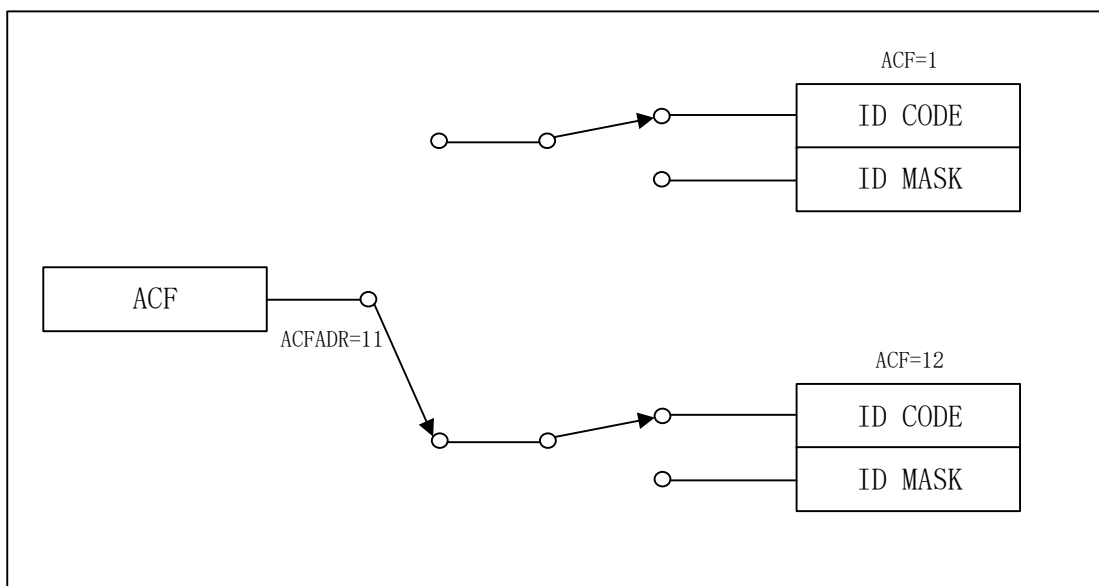 ACF=1
ID CODE
ID MASK
ACF
ACFADR=11
ACF=12
ID CODE
ID MASK